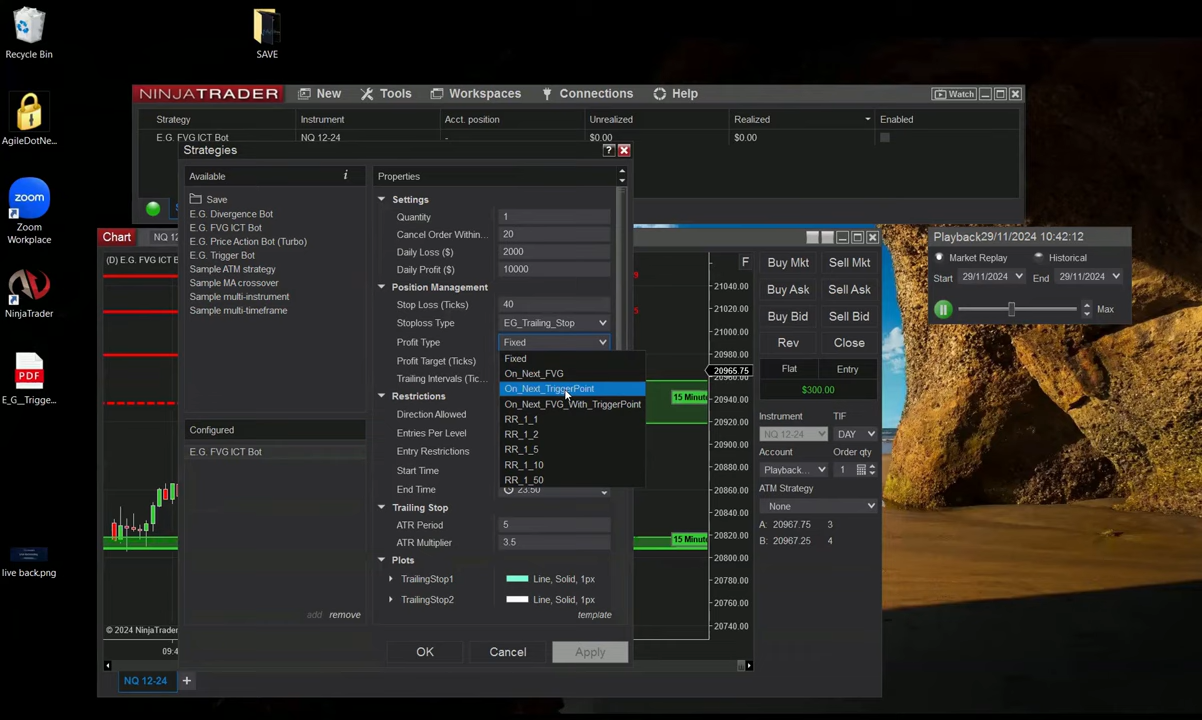 Recycle Bin
SAVE
AgileDotNe...
Zoom
Workplace
NinjaTrader
E_G_Trigge...
live back.png
NINJATRADER
New
Tools
Workspaces
Connections
Help
Watch
Strategy
Instrument
Acct. position
Unrealized
Realized
Enabled
E.G. FVG ICT Bot
NQ 12-24
-
$0.00
$0.00
Strategies
?
Available
i
Save
E.G. Divergence Bot
E.G. FVG ICT Bot
E.G. Price Action Bot (Turbo)
E.G. Trigger Bot
Sample ATM strategy
Sample MA crossover
Sample multi-instrument
Sample multi-timeframe
Configured
E.G. FVG ICT Bot
add
remove
Properties
Settings
Quantity
1
Cancel Order Within...
20
Daily Loss ($)
2000
Daily Profit ($)
10000
Position Management
Stop Loss (Ticks)
40
Stoploss Type
EG_Trailing_Stop
Profit Type
Fixed
Profit Target (Ticks)
Trailing Intervals (Tic...
Fixed
On_Next_FVG
On_Next_TriggerPoint
On_Next_FVG_With_TriggerPoint
RR_1_1
RR_1_2
RR_1_5
RR_1_10
RR_1_50
Restrictions
Direction Allowed
Entries Per Level
Entry Restrictions
Start Time
End Time
23:50
Trailing Stop
ATR Period
5
ATR Multiplier
3.5
Plots
TrailingStop1
Line, Solid, 1px
TrailingStop2
Line, Solid, 1px
template
OK
Cancel
Apply
Chart
NQ 12
(D) E.G. FVG ICT B
© 2024 NinjaTrader
09:4
NQ 12-24
+
F
21040.00
21020.00
21000.00
20980.00
20965.75
20940.00
20920.00
20900.00
20880.00
20860.00
20840.00
20820.00
20800.00
20780.00
20760.00
20740.00
15 Minut
15 Minut
Buy Mkt
Sell Mkt
Buy Ask
Sell Ask
Buy Bid
Sell Bid
Rev
Close
Flat
Entry
$300.00
Instrument
TIF
NQ 12-24
DAY
Account
Order qty
Playback...
1
ATM Strategy
None
A: 20967.75 3
B: 20967.25 4
Playback29/11/2024 10:42:12
Market Replay
Historical
Start
29/11/2024
End
29/11/2024
Max